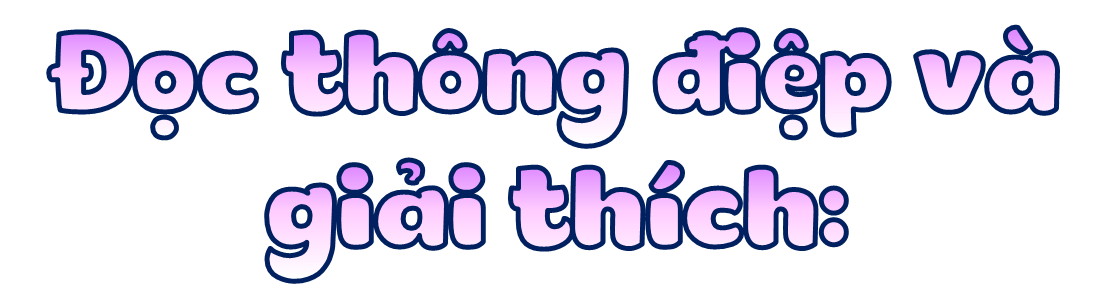 Đọc thông điệp và
giải thích: